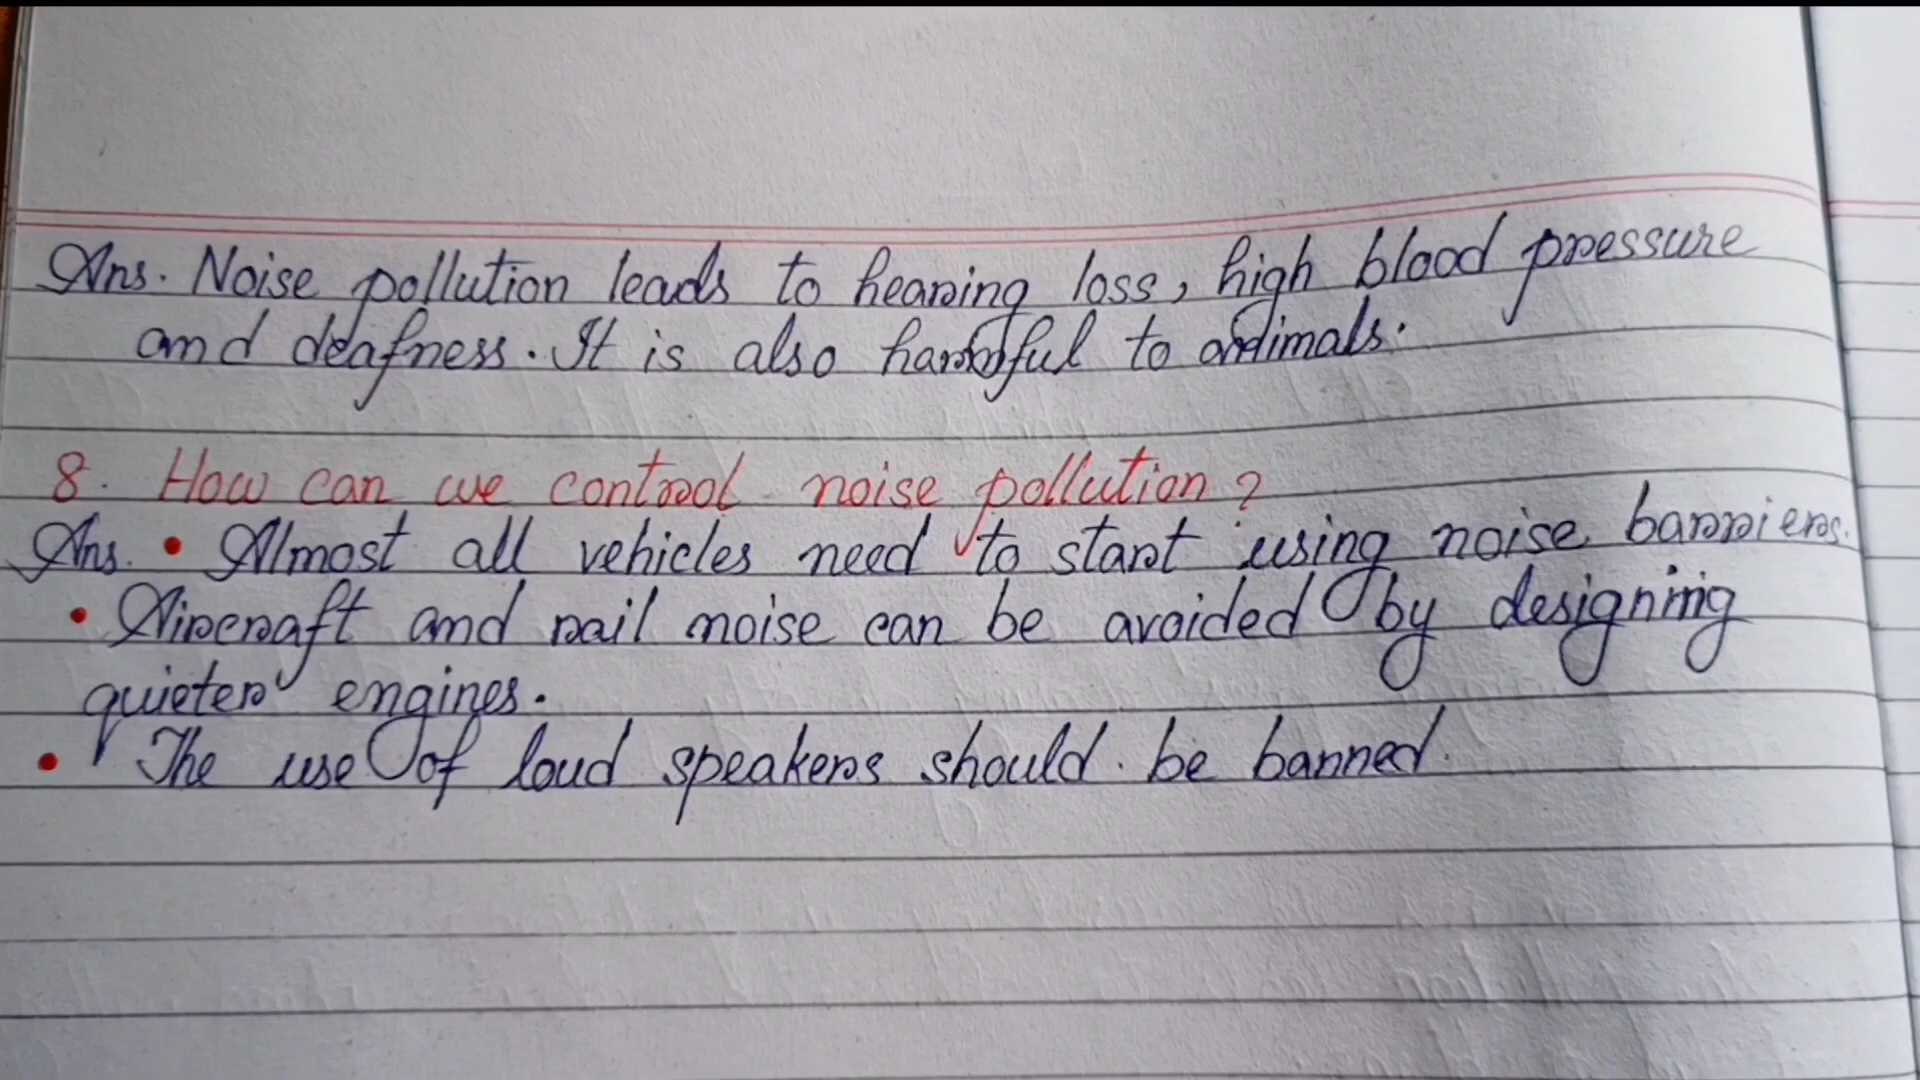 Ans. Noise pollution leads to hearing loss, high blood pressure
and deafness. It is also harmful to animals.
8. How can we control noise pollution?
Ans. • Almost all vehicles need to start using noise barriers.
• Aircraft and rail noise can be avoided by designing
quieter engines.
• The use of loud speakers should be banned.